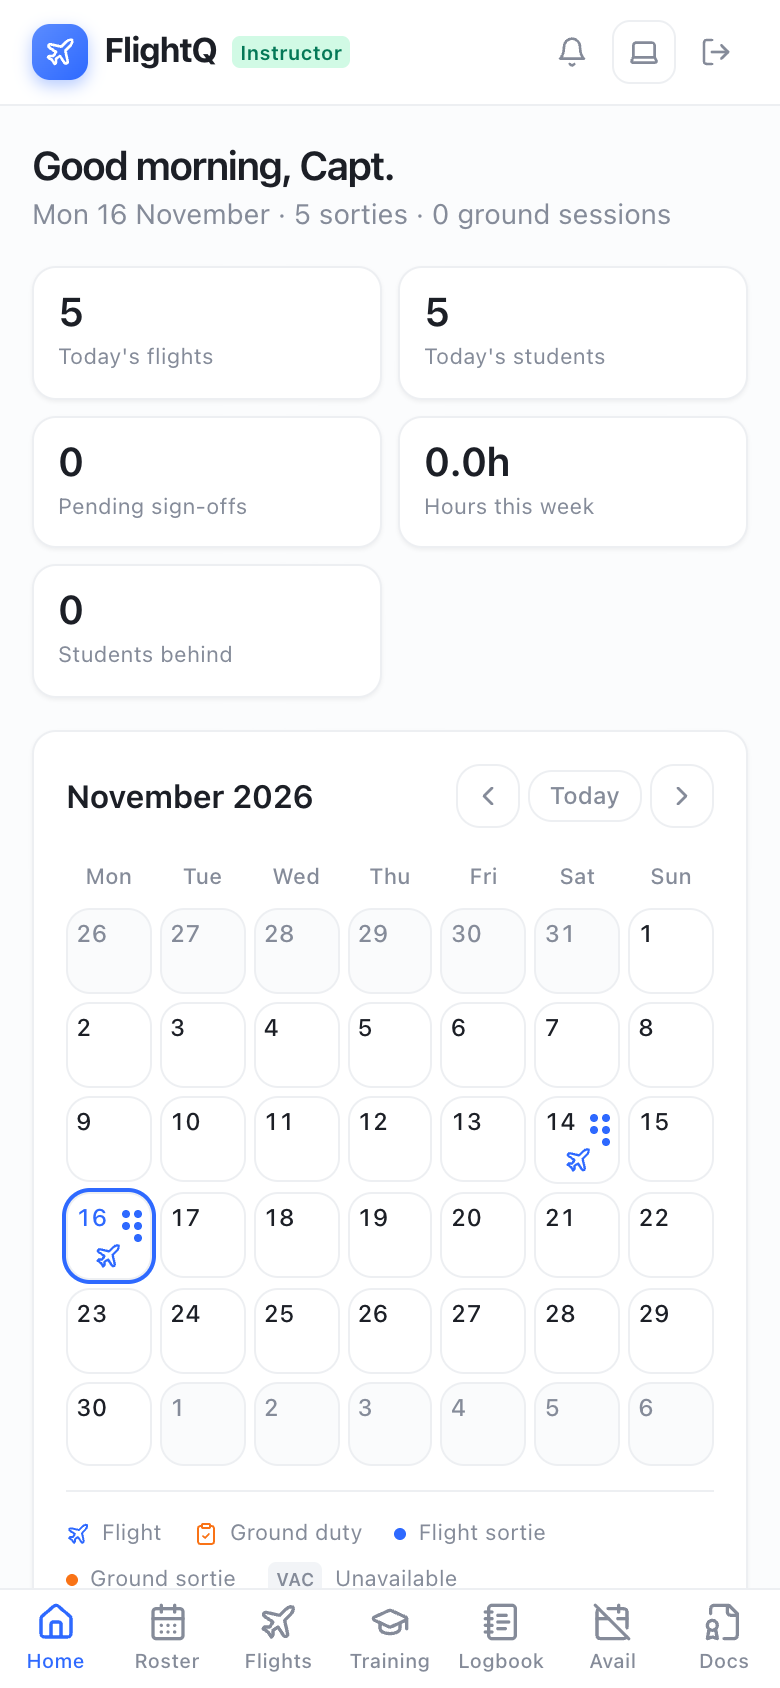 FlightQ Instructor
Good morning, Capt.
Mon 16 November · 5 sorties · 0 ground sessions
5
Today's flights
5
Today's students
0
Pending sign-offs
0.0h
Hours this week
0
Students behind
November 2026 Today
Mon Tue Wed Thu Fri Sat Sun
26 27 28 29 30 31 1
2 3 4 5 6 7 8
9 10 11 12 13 14 15
16 17 18 19 20 21 22
23 24 25 26 27 28 29
30 1 2 3 4 5 6
Flight Ground duty Flight sortie
Ground sortie VAC Unavailable
Home Roster Flights Training Logbook Avail Docs